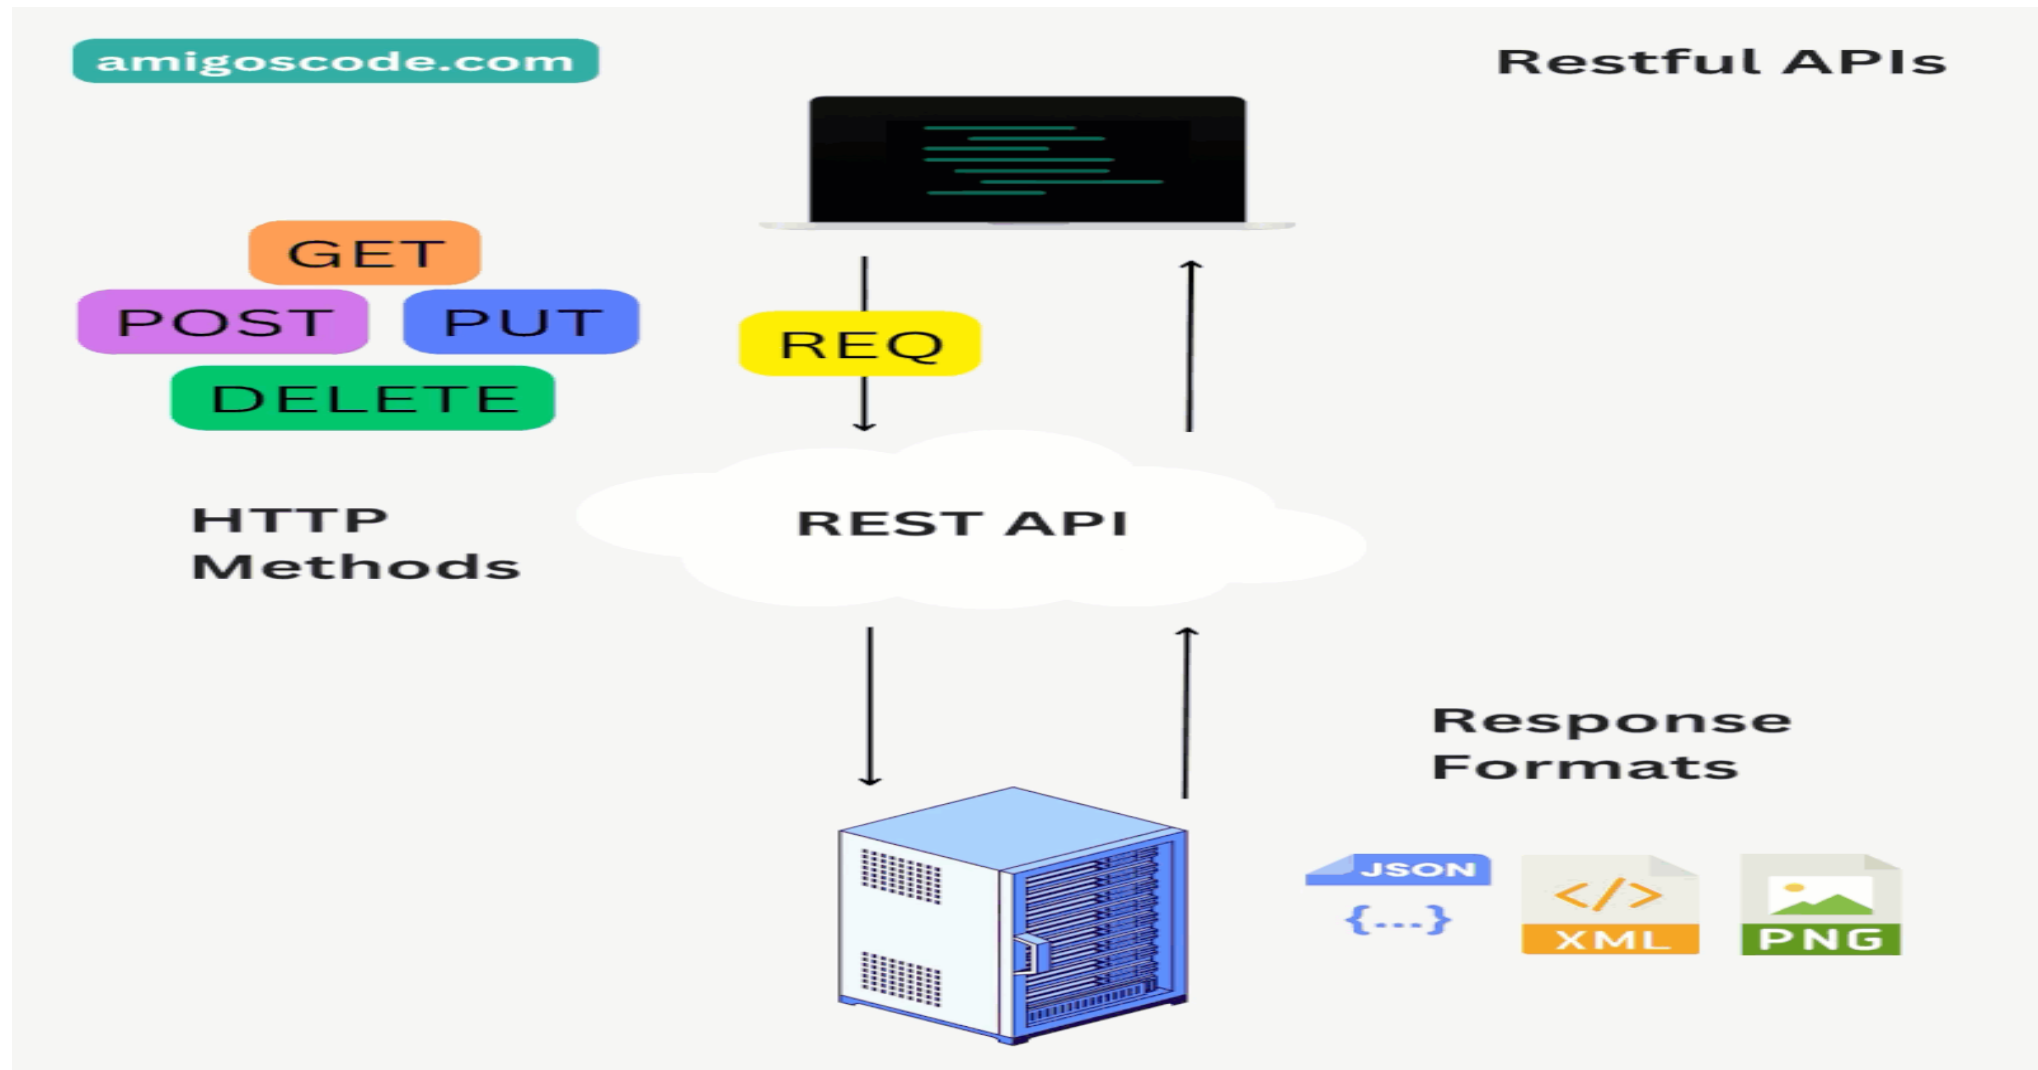 amigoscode.com
Restful APIs
GET
POST
PUT
DELETE
REQ
HTTP
Methods
REST API
Response
Formats
JSON
{...}
</>
XML
PNG